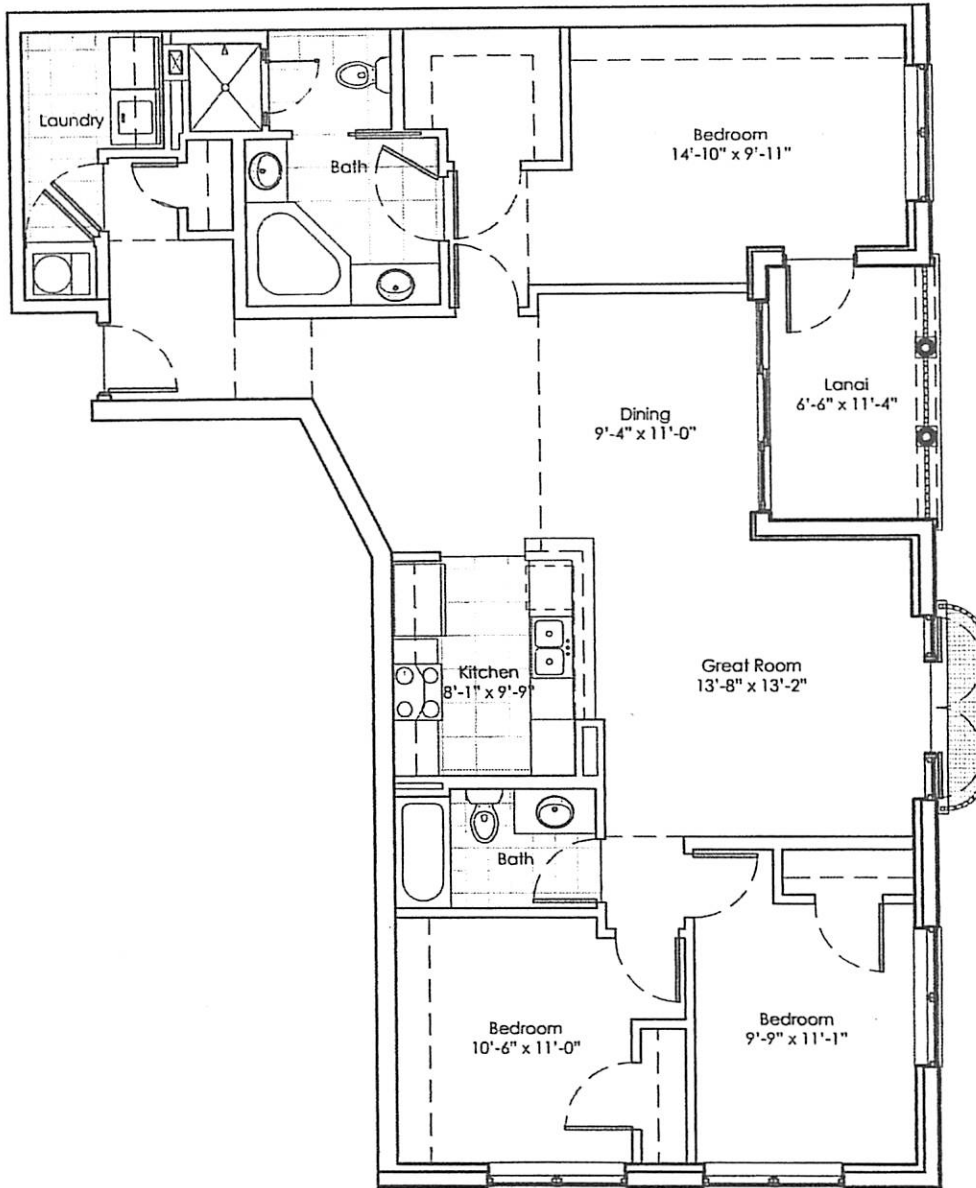 Laundry
Bath
Bedroom
14'-10" x 9'-11"
Lanai
6'-6" x 11'-4"
Dining
9'-4" x 11'-0"
Great Room
13'-8" x 13'-2"
Kitchen
8'-1" x 9'-9"
Bath
Bedroom
10'-6" x 11'-0"
Bedroom
9'-9" x 11'-1"